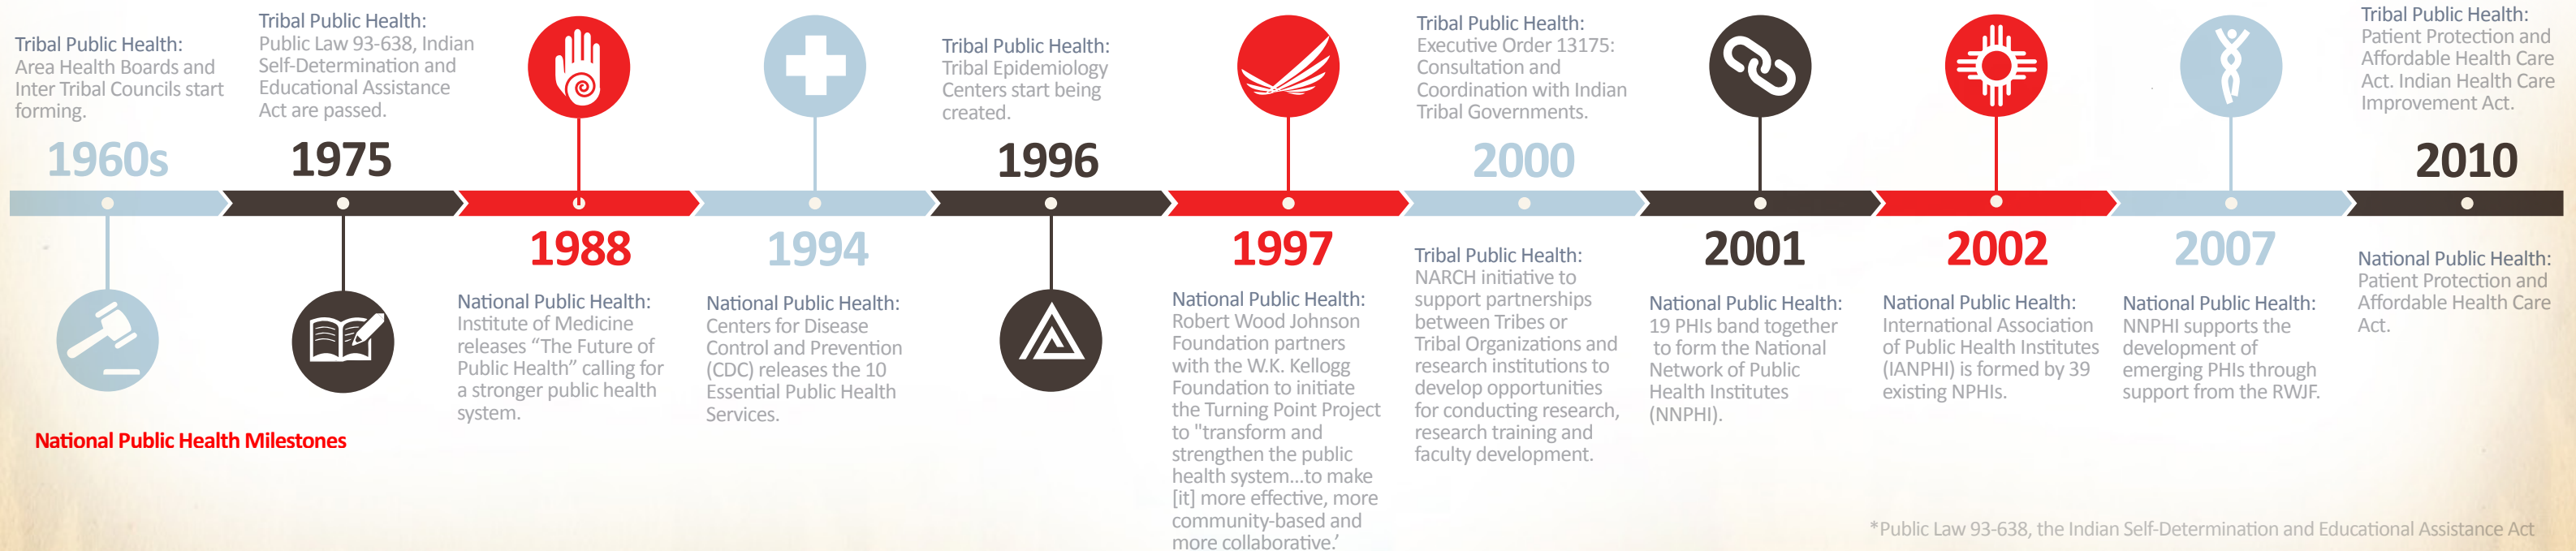 Tribal Public Health:
Area Health Boards and
Inter Tribal Councils start
forming.
1960s
Tribal Public Health:
Public Law 93-638, Indian
Self-Determination and
Educational Assistance
Act are passed.
1975
1988
National Public Health:
Institute of Medicine
releases “The Future of
Public Health” calling for
a stronger public health
system.
1994
National Public Health:
Centers for Disease
Control and Prevention
(CDC) releases the 10
Essential Public Health
Services.
Tribal Public Health:
Tribal Epidemiology
Centers start being
created.
1996
1997
National Public Health:
Robert Wood Johnson
Foundation partners
with the W.K. Kellogg
Foundation to initiate
the Turning Point Project
to "transform and
strengthen the public
health system...to make
[it] more effective, more
community-based and
more collaborative.’
Tribal Public Health:
Executive Order 13175:
Consultation and
Coordination with Indian
Tribal Governments.
2000
Tribal Public Health:
NARCH initiative to
support partnerships
between Tribes or
Tribal Organizations and
research institutions to
develop opportunities
for conducting research,
research training and
faculty development.
2001
National Public Health:
19 PHIs band together
to form the National
Network of Public
Health Institutes
(NNPHI).
2002
National Public Health:
International Association
of Public Health Institutes
(IANPHI) is formed by 39
existing NPHIs.
2007
National Public Health:
NNPHI supports the
development of
emerging PHIs through
support from the RWJF.
Tribal Public Health:
Patient Protection and
Affordable Health Care
Act. Indian Health Care
Improvement Act.
2010
National Public Health:
Patient Protection and
Affordable Health Care
Act.
National Public Health Milestones
*Public Law 93-638, the Indian Self-Determination and Educational Assistance Act